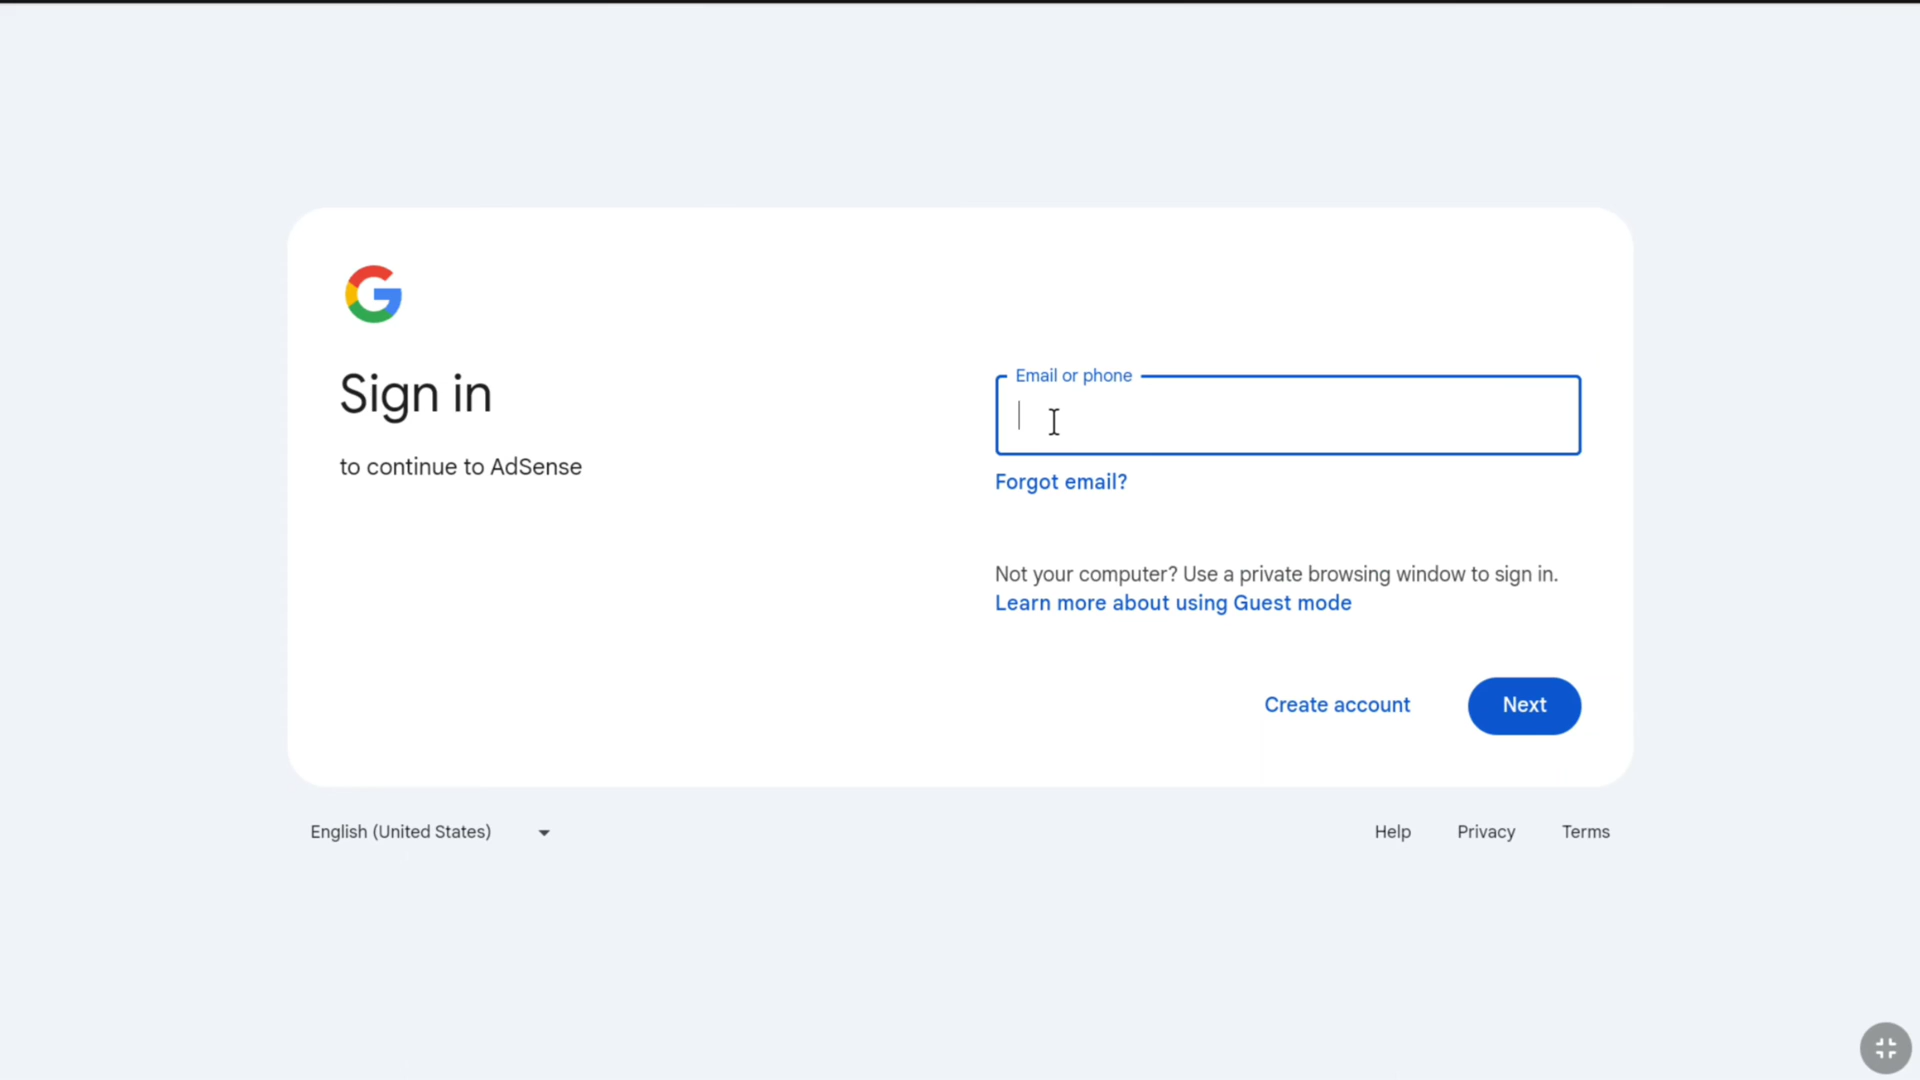 Sign in
to continue to AdSense
Email or phone
Forgot email?
Not your computer? Use a private browsing window to sign in.
Learn more about using Guest mode
Create account
Next
English (United States)
Help
Privacy
Terms